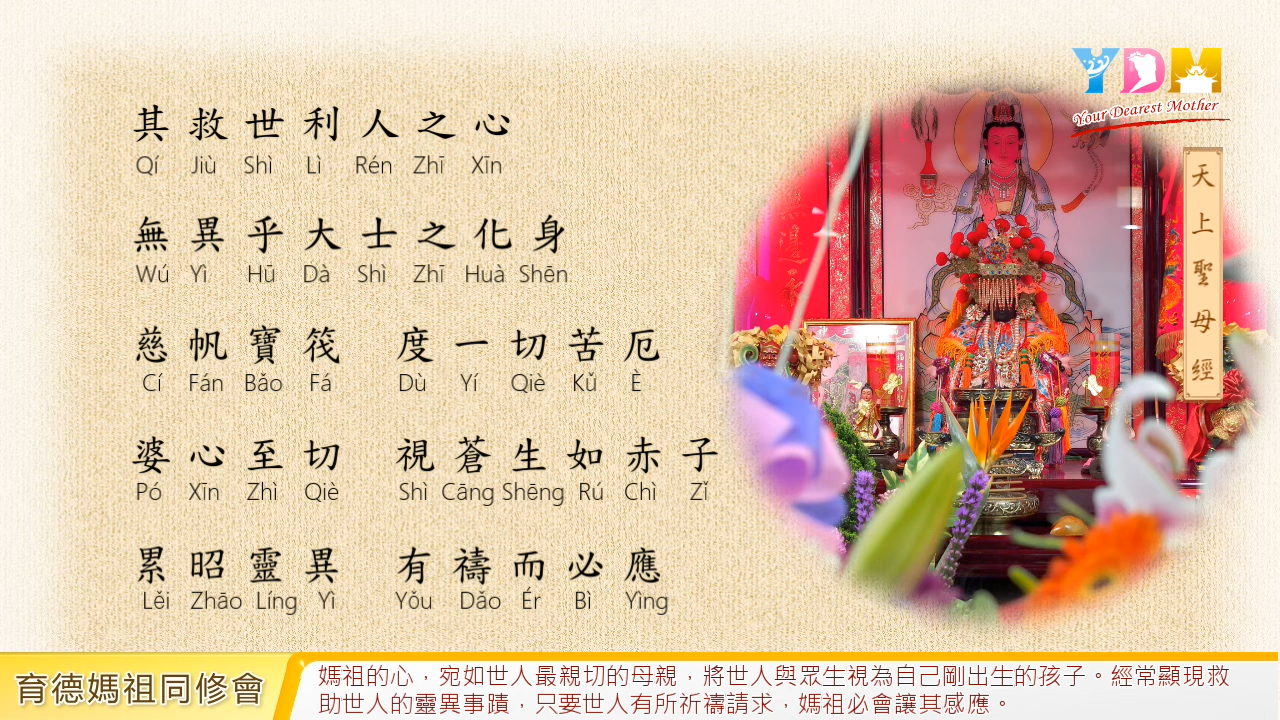 其救世利人之心
Qí Jiù Shì Lì Rén Zhī Xīn
無異乎大士之化身
Wú Yì Hū Dà Shì Zhī Huà Shēn
慈帆寶筏 度一切苦厄
Cí Fán Bǎo Fá Dù Yí Qiè Kǔ È
婆心至切 視蒼生如赤子
Pó Xīn Zhì Qiè Shì Cāng Shēng Rú Chì Zǐ
累昭靈異 有禱而必應
Lěi Zhāo Líng Yì Yǒu Dǎo Ér Bì Yìng
YDM
Your Dearest Mother
天上聖母經
育德媽祖同修會
媽祖的心，宛如世人最親切的母親，將世人與眾生視為自己剛出生的孩子。經常顯現救
助世人的靈異事蹟，只要世人有所祈禱請求，媽祖必會讓其感應。